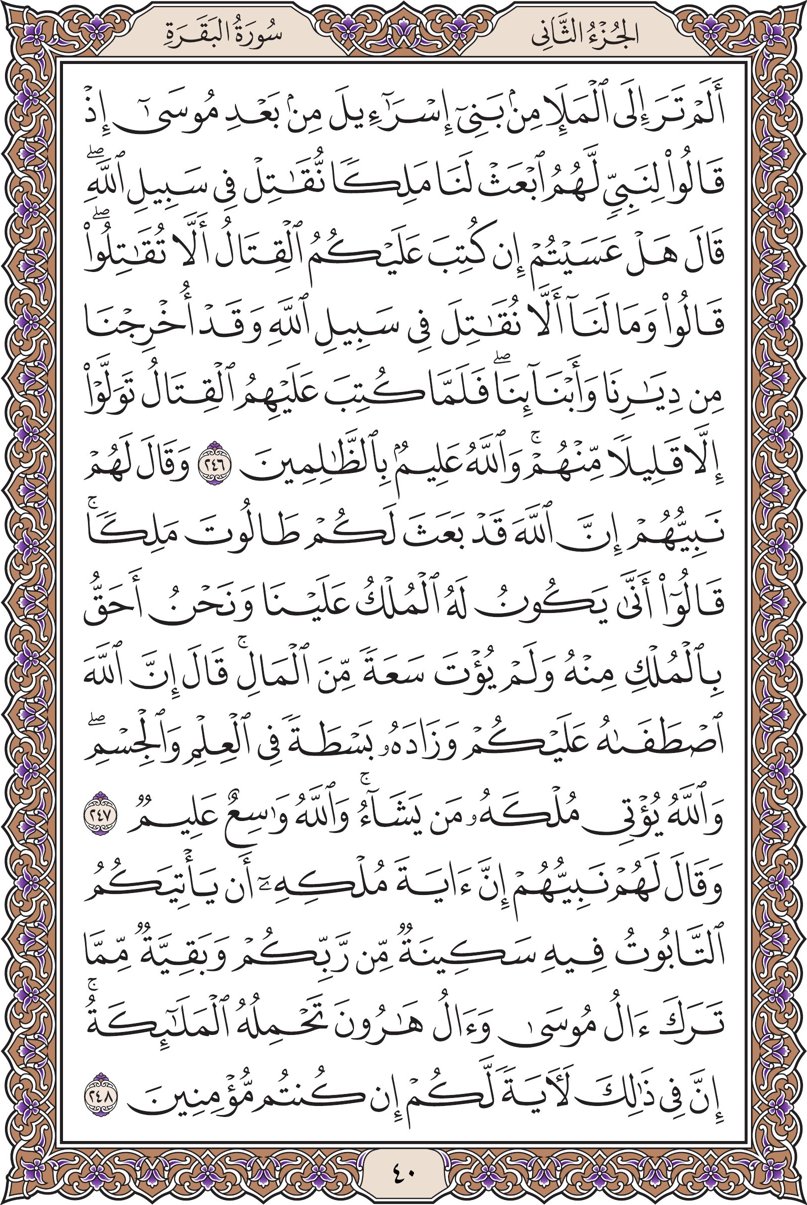 الجُزْءُ الثَّانِي
سُورَةُ البَقَرَةِ
أَلَمْ تَرَ إِلَى ٱلْمَلَإِ مِنۢ بَنِىٓ إِسْرَٰٓءِيلَ مِنۢ بَعْدِ مُوسَىٰٓ إِذْ
قَالُوا۟ لِنَبِىٍّ لَّهُمُ ٱبْعَثْ لَنَا مَلِكًا نُّقَٰتِلْ فِى سَبِيلِ ٱللَّهِ ۖ
قَالَ هَلْ عَسَيْتُمْ إِن كُتِبَ عَلَيْكُمُ ٱلْقِتَالُ أَلَّا تُقَٰتِلُوا۟ ۖ
قَالُوا۟ وَمَا لَنَآ أَلَّا نُقَٰتِلَ فِى سَبِيلِ ٱللَّهِ وَقَدْ أُخْرِجْنَا
مِن دِيَٰرِنَا وَأَبْنَآئِنَا ۖ فَلَمَّا كُتِبَ عَلَيْهِمُ ٱلْقِتَالُ تَوَلَّوْا۟
إِلَّا قَلِيلًا مِّنْهُمْ ۚ وَٱللَّهُ عَلِيمٌۢ بِٱلظَّٰلِمِينَ ٢٤٦ وَقَالَ لَهُمْ
نَبِيُّهُمْ إِنَّ ٱللَّهَ قَدْ بَعَثَ لَكُمْ طَالُوتَ مَلِكًا ۚ
قَالُوٓا۟ أَنَّىٰ يَكُونُ لَهُ ٱلْمُلْكُ عَلَيْنَا وَنَحْنُ أَحَقُّ
بِٱلْمُلْكِ مِنْهُ وَلَمْ يُؤْتَ سَعَةً مِّنَ ٱلْمَالِ ۚ قَالَ إِنَّ ٱللَّهَ
ٱصْطَفَىٰهُ عَلَيْكُمْ وَزَادَهُۥ بَسْطَةً فِى ٱلْعِلْمِ وَٱلْجِسْمِ ۖ
وَٱللَّهُ يُؤْتِى مُلْكَهُۥ مَن يَشَآءُ ۚ وَٱللَّهُ وَٰسِعٌ عَلِيمٌ ٢٤٧
وَقَالَ لَهُمْ نَبِيُّهُمْ إِنَّ ءَايَةَ مُلْكِهِۦٓ أَن يَأْتِيَكُمُ
ٱلتَّابُوتُ فِيهِ سَكِينَةٌ مِّن رَّبِّكُمْ وَبَقِيَّةٌ مِّمَّا
تَرَكَ ءَالُ مُوسَىٰ وَءَالُ هَٰرُونَ تَحْمِلُهُ ٱلْمَلَٰٓئِكَةُ ۚ
إِنَّ فِى ذَٰلِكَ لَءَايَةً لَّكُمْ إِن كُنتُم مُّؤْمِنِينَ ٢٤٨
٤٠